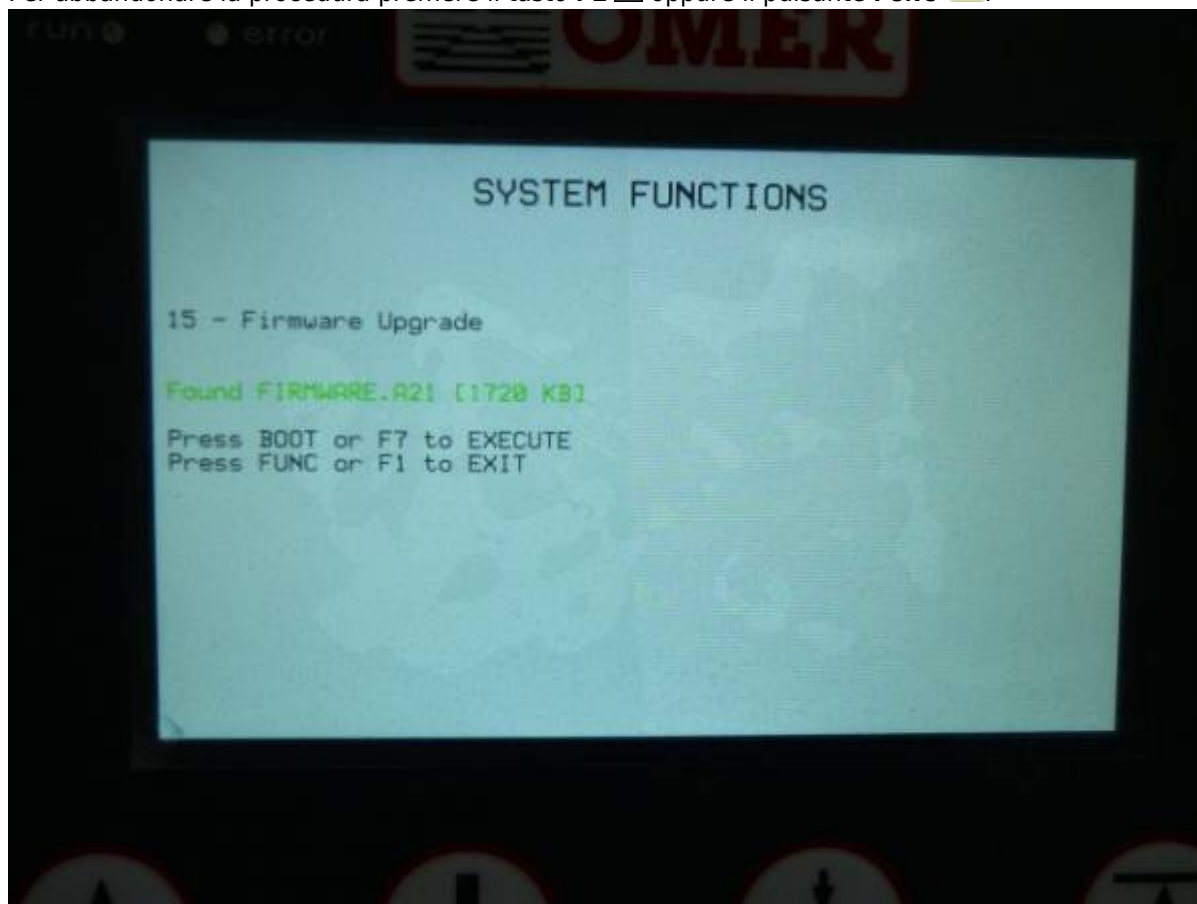 run error
OMER
SYSTEM FUNCTIONS
15 - Firmware Upgrade
Found FIRMWARE.A21 [1720 KB]
Press BOOT or F7 to EXECUTE
Press FUNC or F1 to EXIT